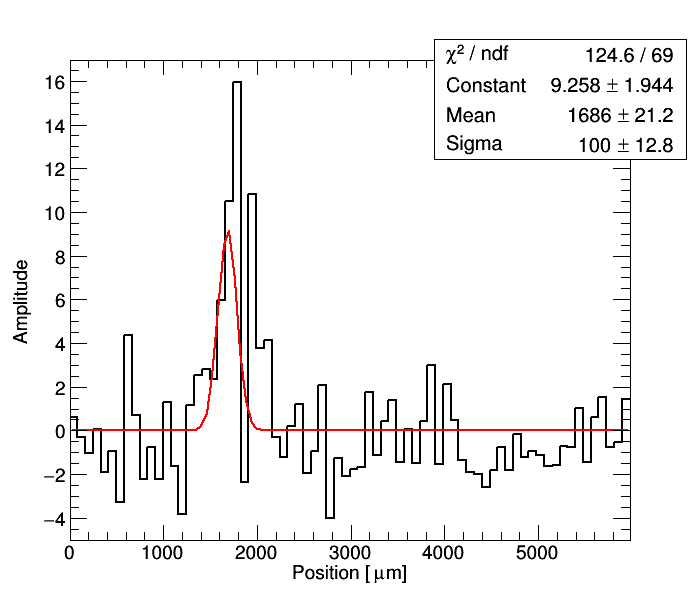 χ² / ndf 124.6 / 69
Constant 9.258 ± 1.944
Mean 1686 ± 21.2
Sigma 100 ± 12.8
Amplitude
16
14
12
10
8
6
4
2
0
−2
−4
0 1000 2000 3000 4000 5000
Position [ μm]